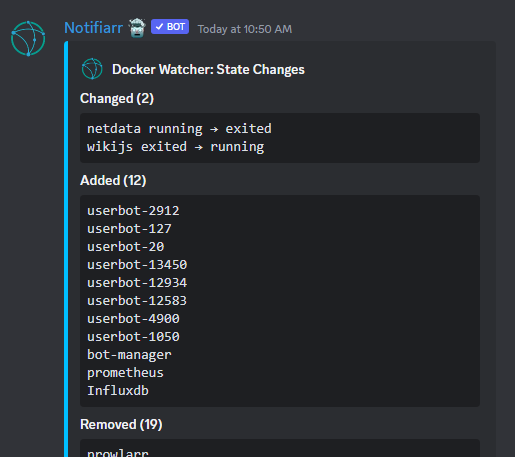 Notifiarr BOT Today at 10:50 AM
Docker Watcher: State Changes
Changed (2)
netdata running → exited
wikijs exited → running
Added (12)
userbot-2912
userbot-127
userbot-20
userbot-13450
userbot-12934
userbot-12583
userbot-4900
userbot-1050
bot-manager
prometheus
Influxdb
Removed (19)
prowlarr